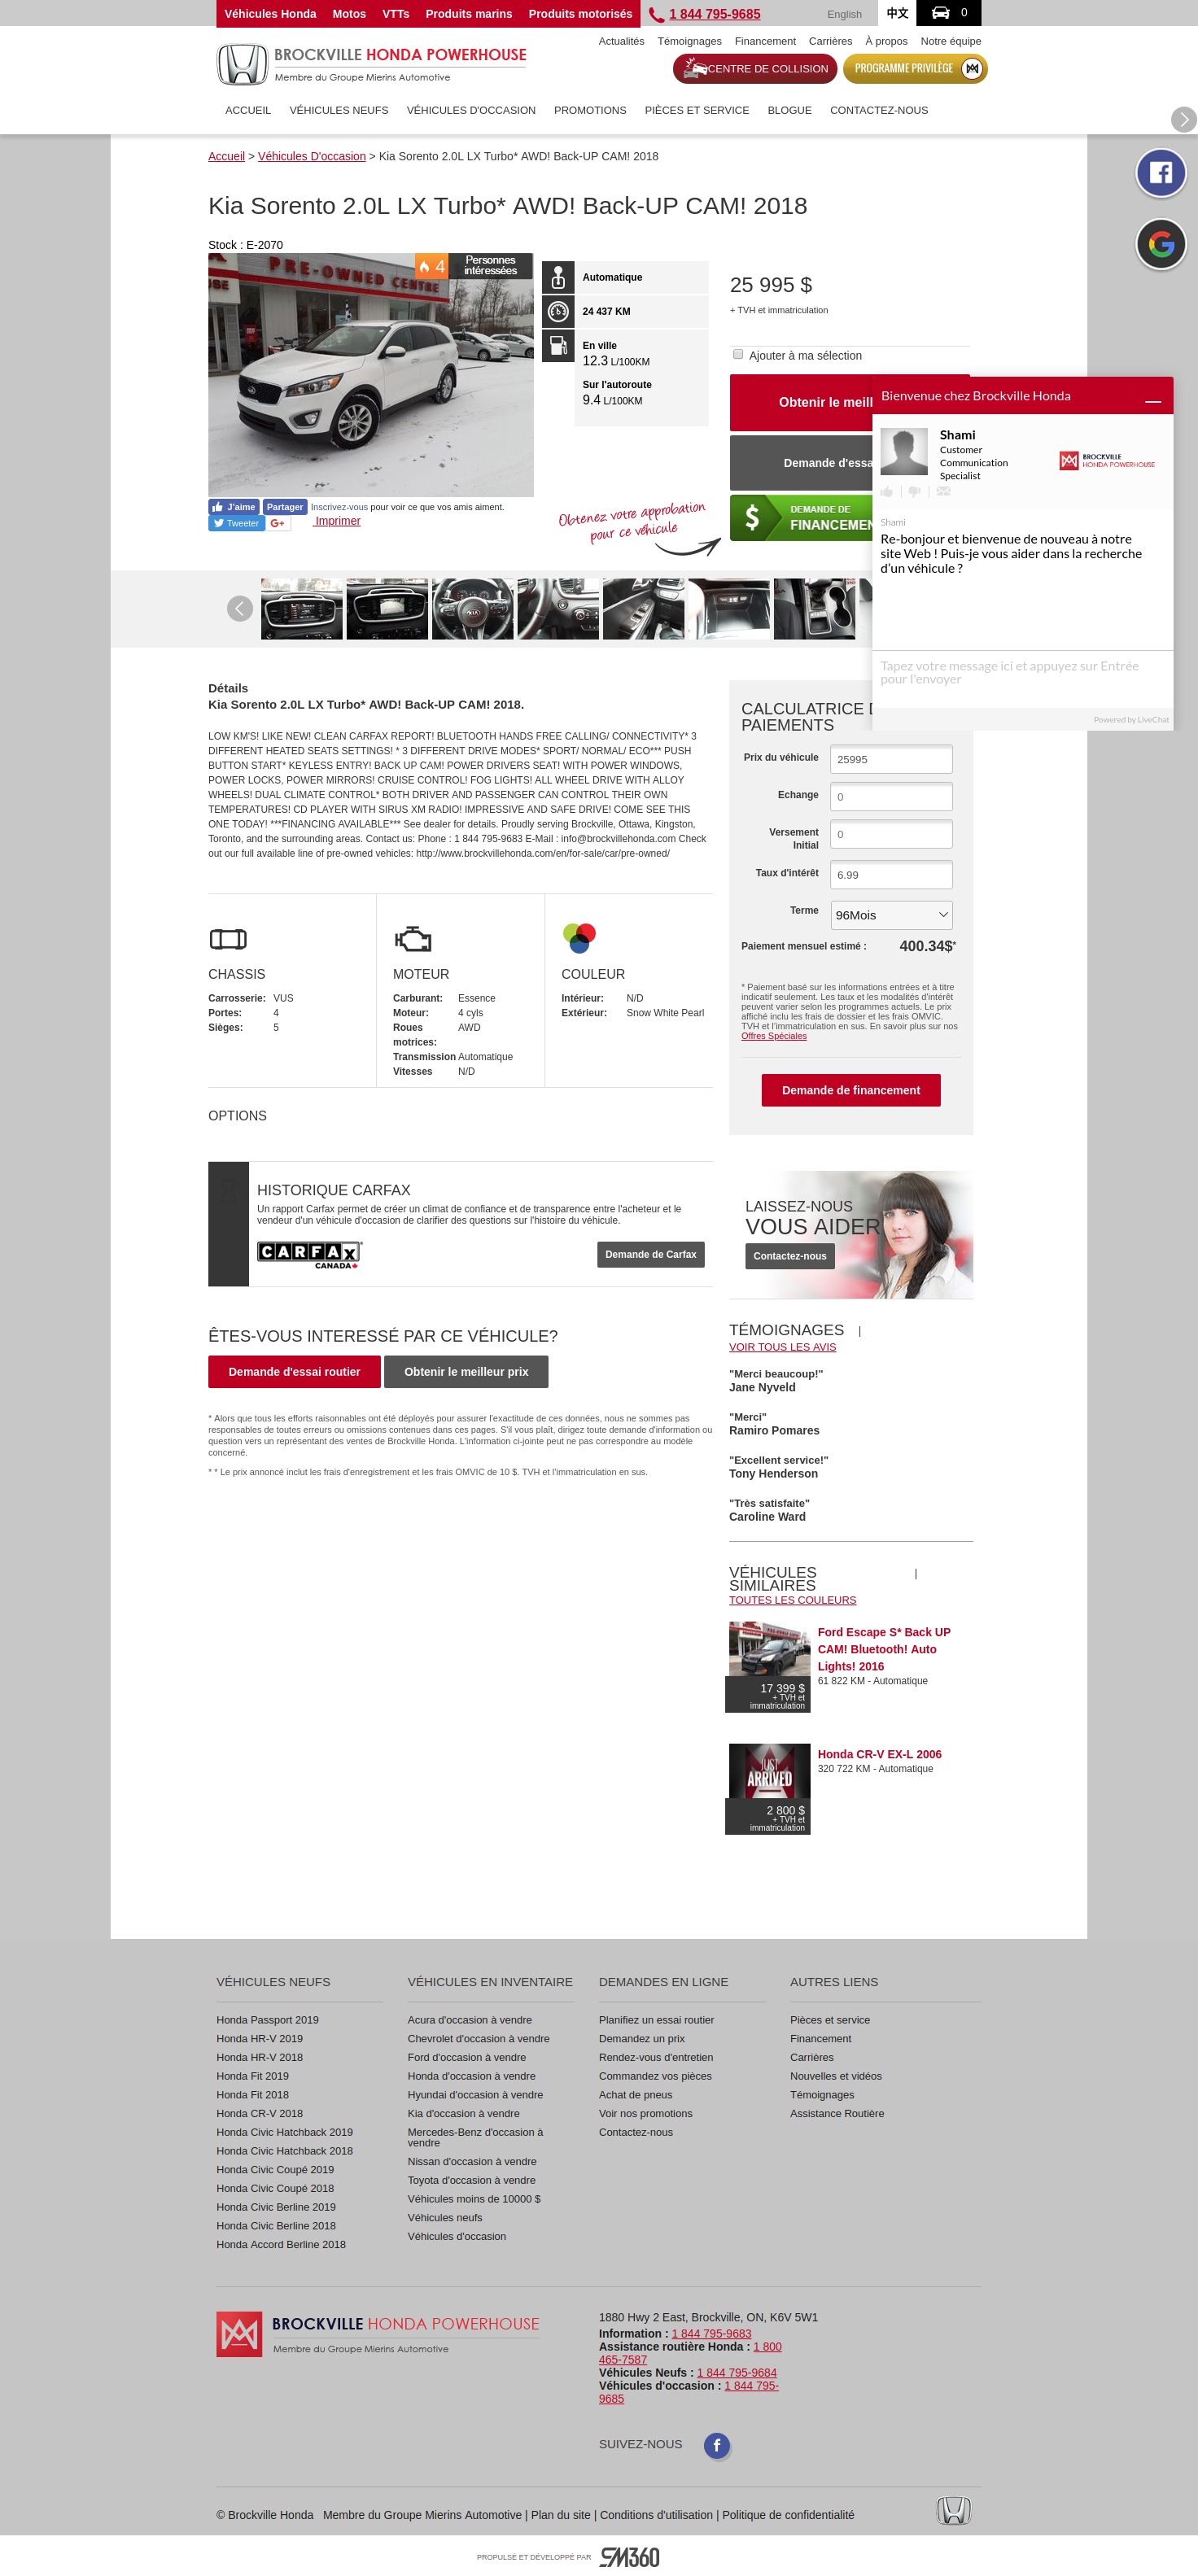 Véhicules Honda Motos VTTs Produits marins Produits motorisés 1 844 795-9685 English 中文 0
Actualités Témoignages Financement Carrières À propos Notre équipe
BROCKVILLE HONDA POWERHOUSE
Membre du Groupe Mierins Automotive
CENTRE DE COLLISION PROGRAMME PRIVILÈGE
ACCUEIL VÉHICULES NEUFS VÉHICULES D'OCCASION PROMOTIONS PIÈCES ET SERVICE BLOGUE CONTACTEZ-NOUS
Accueil > Véhicules D'occasion > Kia Sorento 2.0L LX Turbo* AWD! Back-UP CAM! 2018
Kia Sorento 2.0L LX Turbo* AWD! Back-UP CAM! 2018
Stock : E-2070
PRE-OWNED CENTRE
4 Personnes intéressées
Automatique
24 437 KM
En ville
12.3 L/100KM
Sur l'autoroute
9.4 L/100KM
25 995 $
+ TVH et immatriculation
Ajouter à ma sélection
Obtenir le meill
Demande d'essa
DEMANDE DE
FINANCEMEN
Obtenez votre approbation
pour ce véhicule
J'aime Partager Inscrivez-vous pour voir ce que vos amis aiment.
Tweeter G+ Imprimer
Bienvenue chez Brockville Honda
Shami
Customer
Communication
Specialist
BROCKVILLE
HONDA POWERHOUSE
Shami
Re-bonjour et bienvenue de nouveau à notre
site Web ! Puis-je vous aider dans la recherche
d'un véhicule ?
Tapez votre message ici et appuyez sur Entrée
pour l'envoyer
Powered by LiveChat
Détails
Kia Sorento 2.0L LX Turbo* AWD! Back-UP CAM! 2018.
LOW KM'S! LIKE NEW! CLEAN CARFAX REPORT! BLUETOOTH HANDS FREE CALLING/ CONNECTIVITY* 3
DIFFERENT HEATED SEATS SETTINGS! * 3 DIFFERENT DRIVE MODES* SPORT/ NORMAL/ ECO*** PUSH
BUTTON START* KEYLESS ENTRY! BACK UP CAM! POWER DRIVERS SEAT! WITH POWER WINDOWS,
POWER LOCKS, POWER MIRRORS! CRUISE CONTROL! FOG LIGHTS! ALL WHEEL DRIVE WITH ALLOY
WHEELS! DUAL CLIMATE CONTROL* BOTH DRIVER AND PASSENGER CAN CONTROL THEIR OWN
TEMPERATURES! CD PLAYER WITH SIRUS XM RADIO! IMPRESSIVE AND SAFE DRIVE! COME SEE THIS
ONE TODAY! ***FINANCING AVAILABLE*** See dealer for details. Proudly serving Brockville, Ottawa, Kingston,
Toronto, and the surrounding areas. Contact us: Phone : 1 844 795-9683 E-Mail : info@brockvillehonda.com Check
out our full available line of pre-owned vehicles: http://www.brockvillehonda.com/en/for-sale/car/pre-owned/
CHASSIS
Carrosserie: VUS
Portes: 4
Sièges: 5
MOTEUR
Carburant: Essence
Moteur: 4 cyls
Roues motrices: AWD
Transmission Automatique
Vitesses N/D
COULEUR
Intérieur: N/D
Extérieur: Snow White Pearl
OPTIONS
HISTORIQUE CARFAX
Un rapport Carfax permet de créer un climat de confiance et de transparence entre l'acheteur et le
vendeur d'un véhicule d'occasion de clarifier des questions sur l'histoire du véhicule.
CARFAX
CANADA
Demande de Carfax
ÊTES-VOUS INTERESSÉ PAR CE VÉHICULE?
Demande d'essai routier Obtenir le meilleur prix
* Alors que tous les efforts raisonnables ont été déployés pour assurer l'exactitude de ces données, nous ne sommes pas
responsables de toutes erreurs ou omissions contenues dans ces pages. S'il vous plaît, dirigez toute demande d'information ou
question vers un représentant des ventes de Brockville Honda. L'information ci-jointe peut ne pas correspondre au modèle
concerné.
* * Le prix annoncé inclut les frais d'enregistrement et les frais OMVIC de 10 $. TVH et l'immatriculation en sus.
CALCULATRICE D
PAIEMENTS
Prix du véhicule 25995
Echange 0
Versement Initial 0
Taux d'intérêt 6.99
Terme 96Mois
Paiement mensuel estimé : 400.34$*
* Paiement basé sur les informations entrées et à titre
indicatif seulement. Les taux et les modalités d'intérêt
peuvent varier selon les programmes actuels. Le prix
affiché inclu les frais de dossier et les frais OMVIC.
TVH et l'immatriculation en sus. En savoir plus sur nos
Offres Spéciales
Demande de financement
LAISSEZ-NOUS
VOUS AIDER
Contactez-nous
TÉMOIGNAGES |
VOIR TOUS LES AVIS
"Merci beaucoup!"
Jane Nyveld
"Merci"
Ramiro Pomares
"Excellent service!"
Tony Henderson
"Très satisfaite"
Caroline Ward
VÉHICULES
SIMILAIRES |
TOUTES LES COULEURS
Ford Escape S* Back UP
CAM! Bluetooth! Auto
Lights! 2016
61 822 KM - Automatique
17 399 $
+ TVH et
immatriculation
JUST ARRIVED
Honda CR-V EX-L 2006
320 722 KM - Automatique
2 800 $
+ TVH et
immatriculation
VÉHICULES NEUFS
Honda Passport 2019
Honda HR-V 2019
Honda HR-V 2018
Honda Fit 2019
Honda Fit 2018
Honda CR-V 2018
Honda Civic Hatchback 2019
Honda Civic Hatchback 2018
Honda Civic Coupé 2019
Honda Civic Coupé 2018
Honda Civic Berline 2019
Honda Civic Berline 2018
Honda Accord Berline 2018
VÉHICULES EN INVENTAIRE
Acura d'occasion à vendre
Chevrolet d'occasion à vendre
Ford d'occasion à vendre
Honda d'occasion à vendre
Hyundai d'occasion à vendre
Kia d'occasion à vendre
Mercedes-Benz d'occasion à
vendre
Nissan d'occasion à vendre
Toyota d'occasion à vendre
Véhicules moins de 10000 $
Véhicules neufs
Véhicules d'occasion
DEMANDES EN LIGNE
Planifiez un essai routier
Demandez un prix
Rendez-vous d'entretien
Commandez vos pièces
Achat de pneus
Voir nos promotions
Contactez-nous
AUTRES LIENS
Pièces et service
Financement
Carrières
Nouvelles et vidéos
Témoignages
Assistance Routière
BROCKVILLE HONDA POWERHOUSE
Membre du Groupe Mierins Automotive
1880 Hwy 2 East, Brockville, ON, K6V 5W1
Information : 1 844 795-9683
Assistance routière Honda : 1 800
465-7587
Véhicules Neufs : 1 844 795-9684
Véhicules d'occasion : 1 844 795-
9685
SUIVEZ-NOUS
© Brockville Honda Membre du Groupe Mierins Automotive | Plan du site | Conditions d'utilisation | Politique de confidentialité
PROPULSÉ ET DÉVELOPPÉ PAR SM360